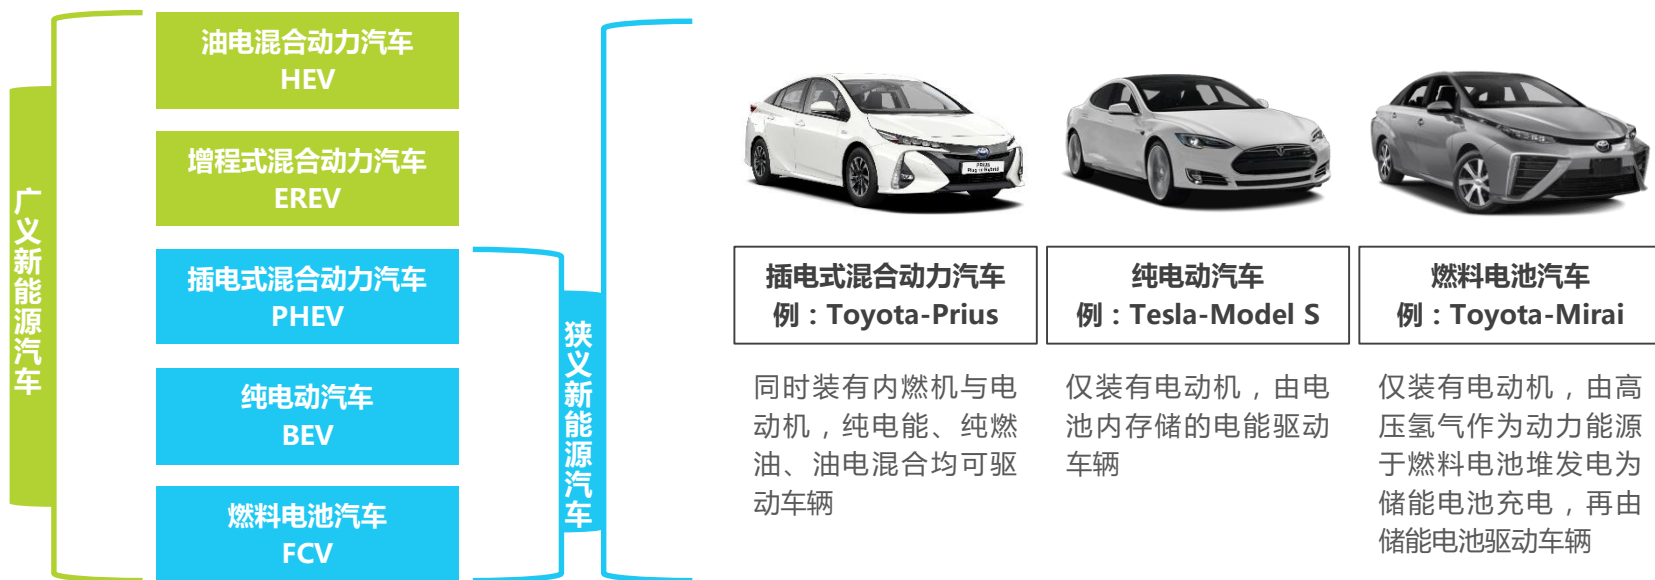 广义新能源汽车
油电混合动力汽车
HEV
增程式混合动力汽车
EREV
插电式混合动力汽车
PHEV
纯电动汽车
BEV
燃料电池汽车
FCV
狭义新能源汽车
PRIUS
Plug-in Hybrid
插电式混合动力汽车
例：Toyota-Prius
同时装有内燃机与电
动机，纯电能、纯燃
油、油电混合均可驱
动车辆
纯电动汽车
例：Tesla-Model S
仅装有电动机，由电
池内存储的电能驱动
车辆
燃料电池汽车
例：Toyota-Mirai
仅装有电动机，由高
压氢气作为动力能源
于燃料电池堆发电为
储能电池充电，再由
储能电池驱动车辆